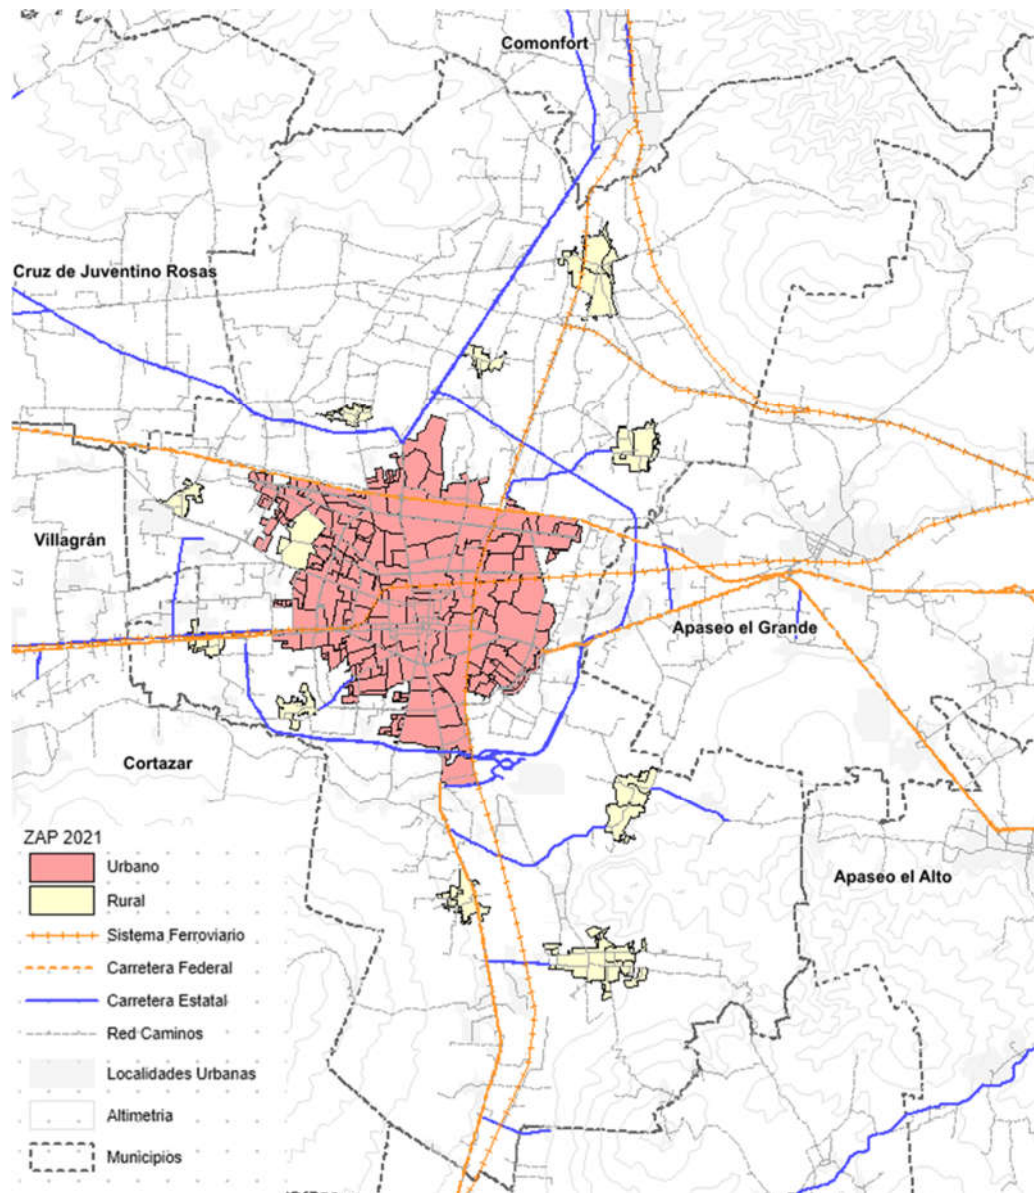 Comonfort
Cruz de Juventino Rosas
Villagrán
Apaseo el Grande
Cortazar
Apaseo el Alto
ZAP 2021
Urbano
Rural
Sistema Ferroviario
Carretera Federal
Carretera Estatal
Red Caminos
Localidades Urbanas
Altimetria
Municipios